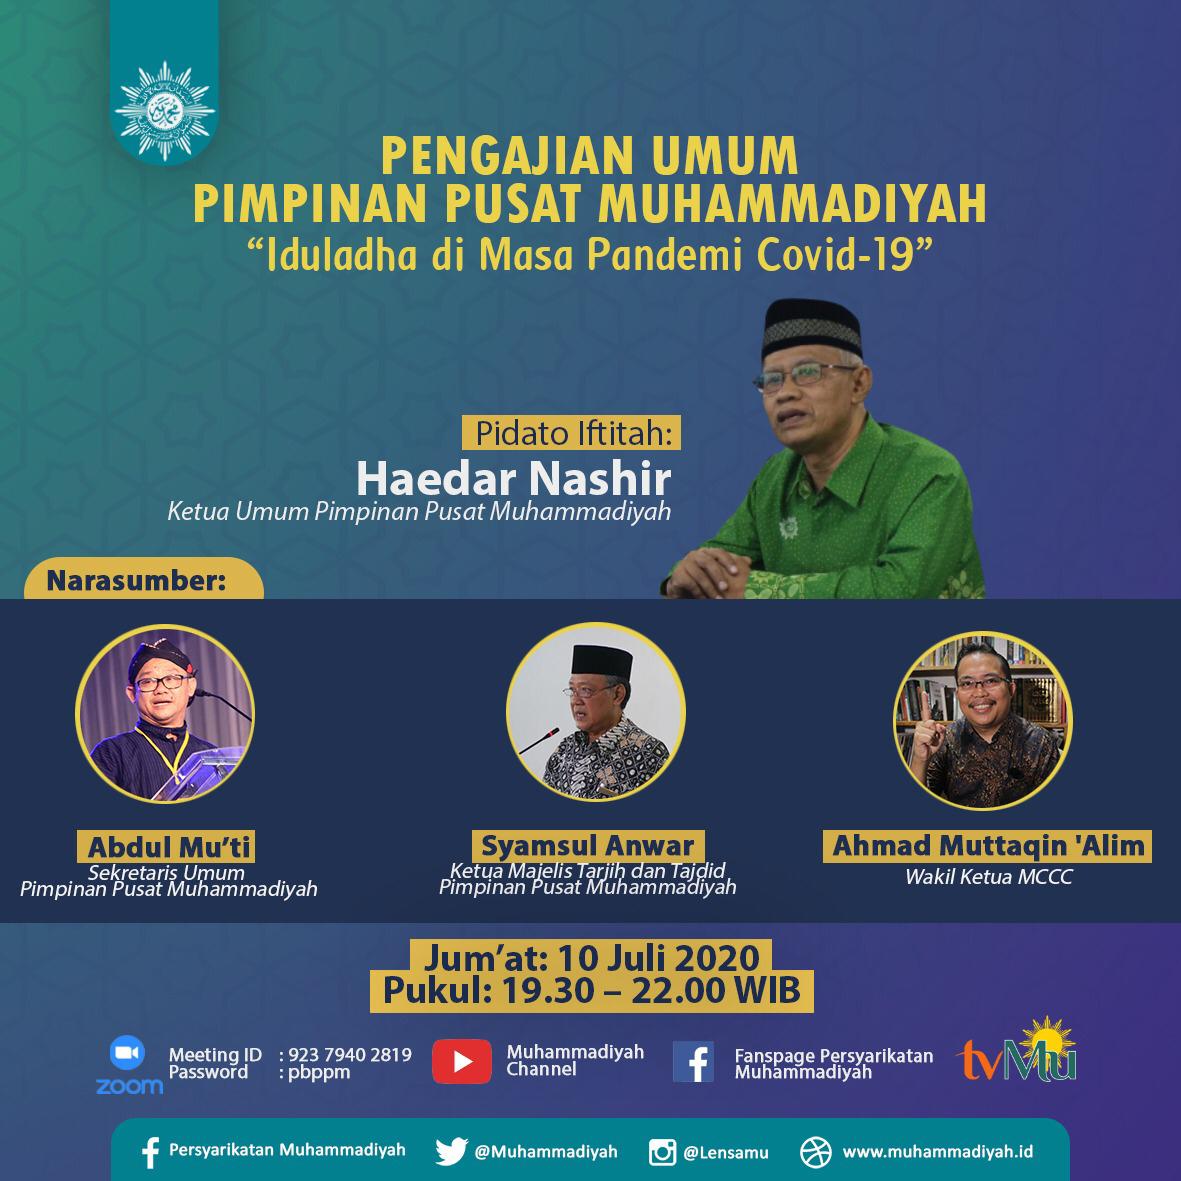 PENGAJIAN UMUM
PIMPINAN PUSAT MUHAMMADIYAH
“Iduladha di Masa Pandemi Covid-19”
Pidato Iftitah:
Haedar Nashir
Ketua Umum Pimpinan Pusat Muhammadiyah
Narasumber:
Abdul Mu’ti
Sekretaris Umum
Pimpinan Pusat Muhammadiyah
Syamsul Anwar
Ketua Majelis Tarjih dan Tajdid
Pimpinan Pusat Muhammadiyah
Ahmad Muttaqin 'Alim
Wakil Ketua MCCC
Jum’at: 10 Juli 2020
Pukul: 19.30 – 22.00 WIB
zoom
Meeting ID : 923 7940 2819
Password : pbppm
Muhammadiyah
Channel
Fanspage Persyarikatan
Muhammadiyah
tvMu
Persyarikatan Muhammadiyah
@Muhammadiyah
@Lensamu
www.muhammadiyah.id